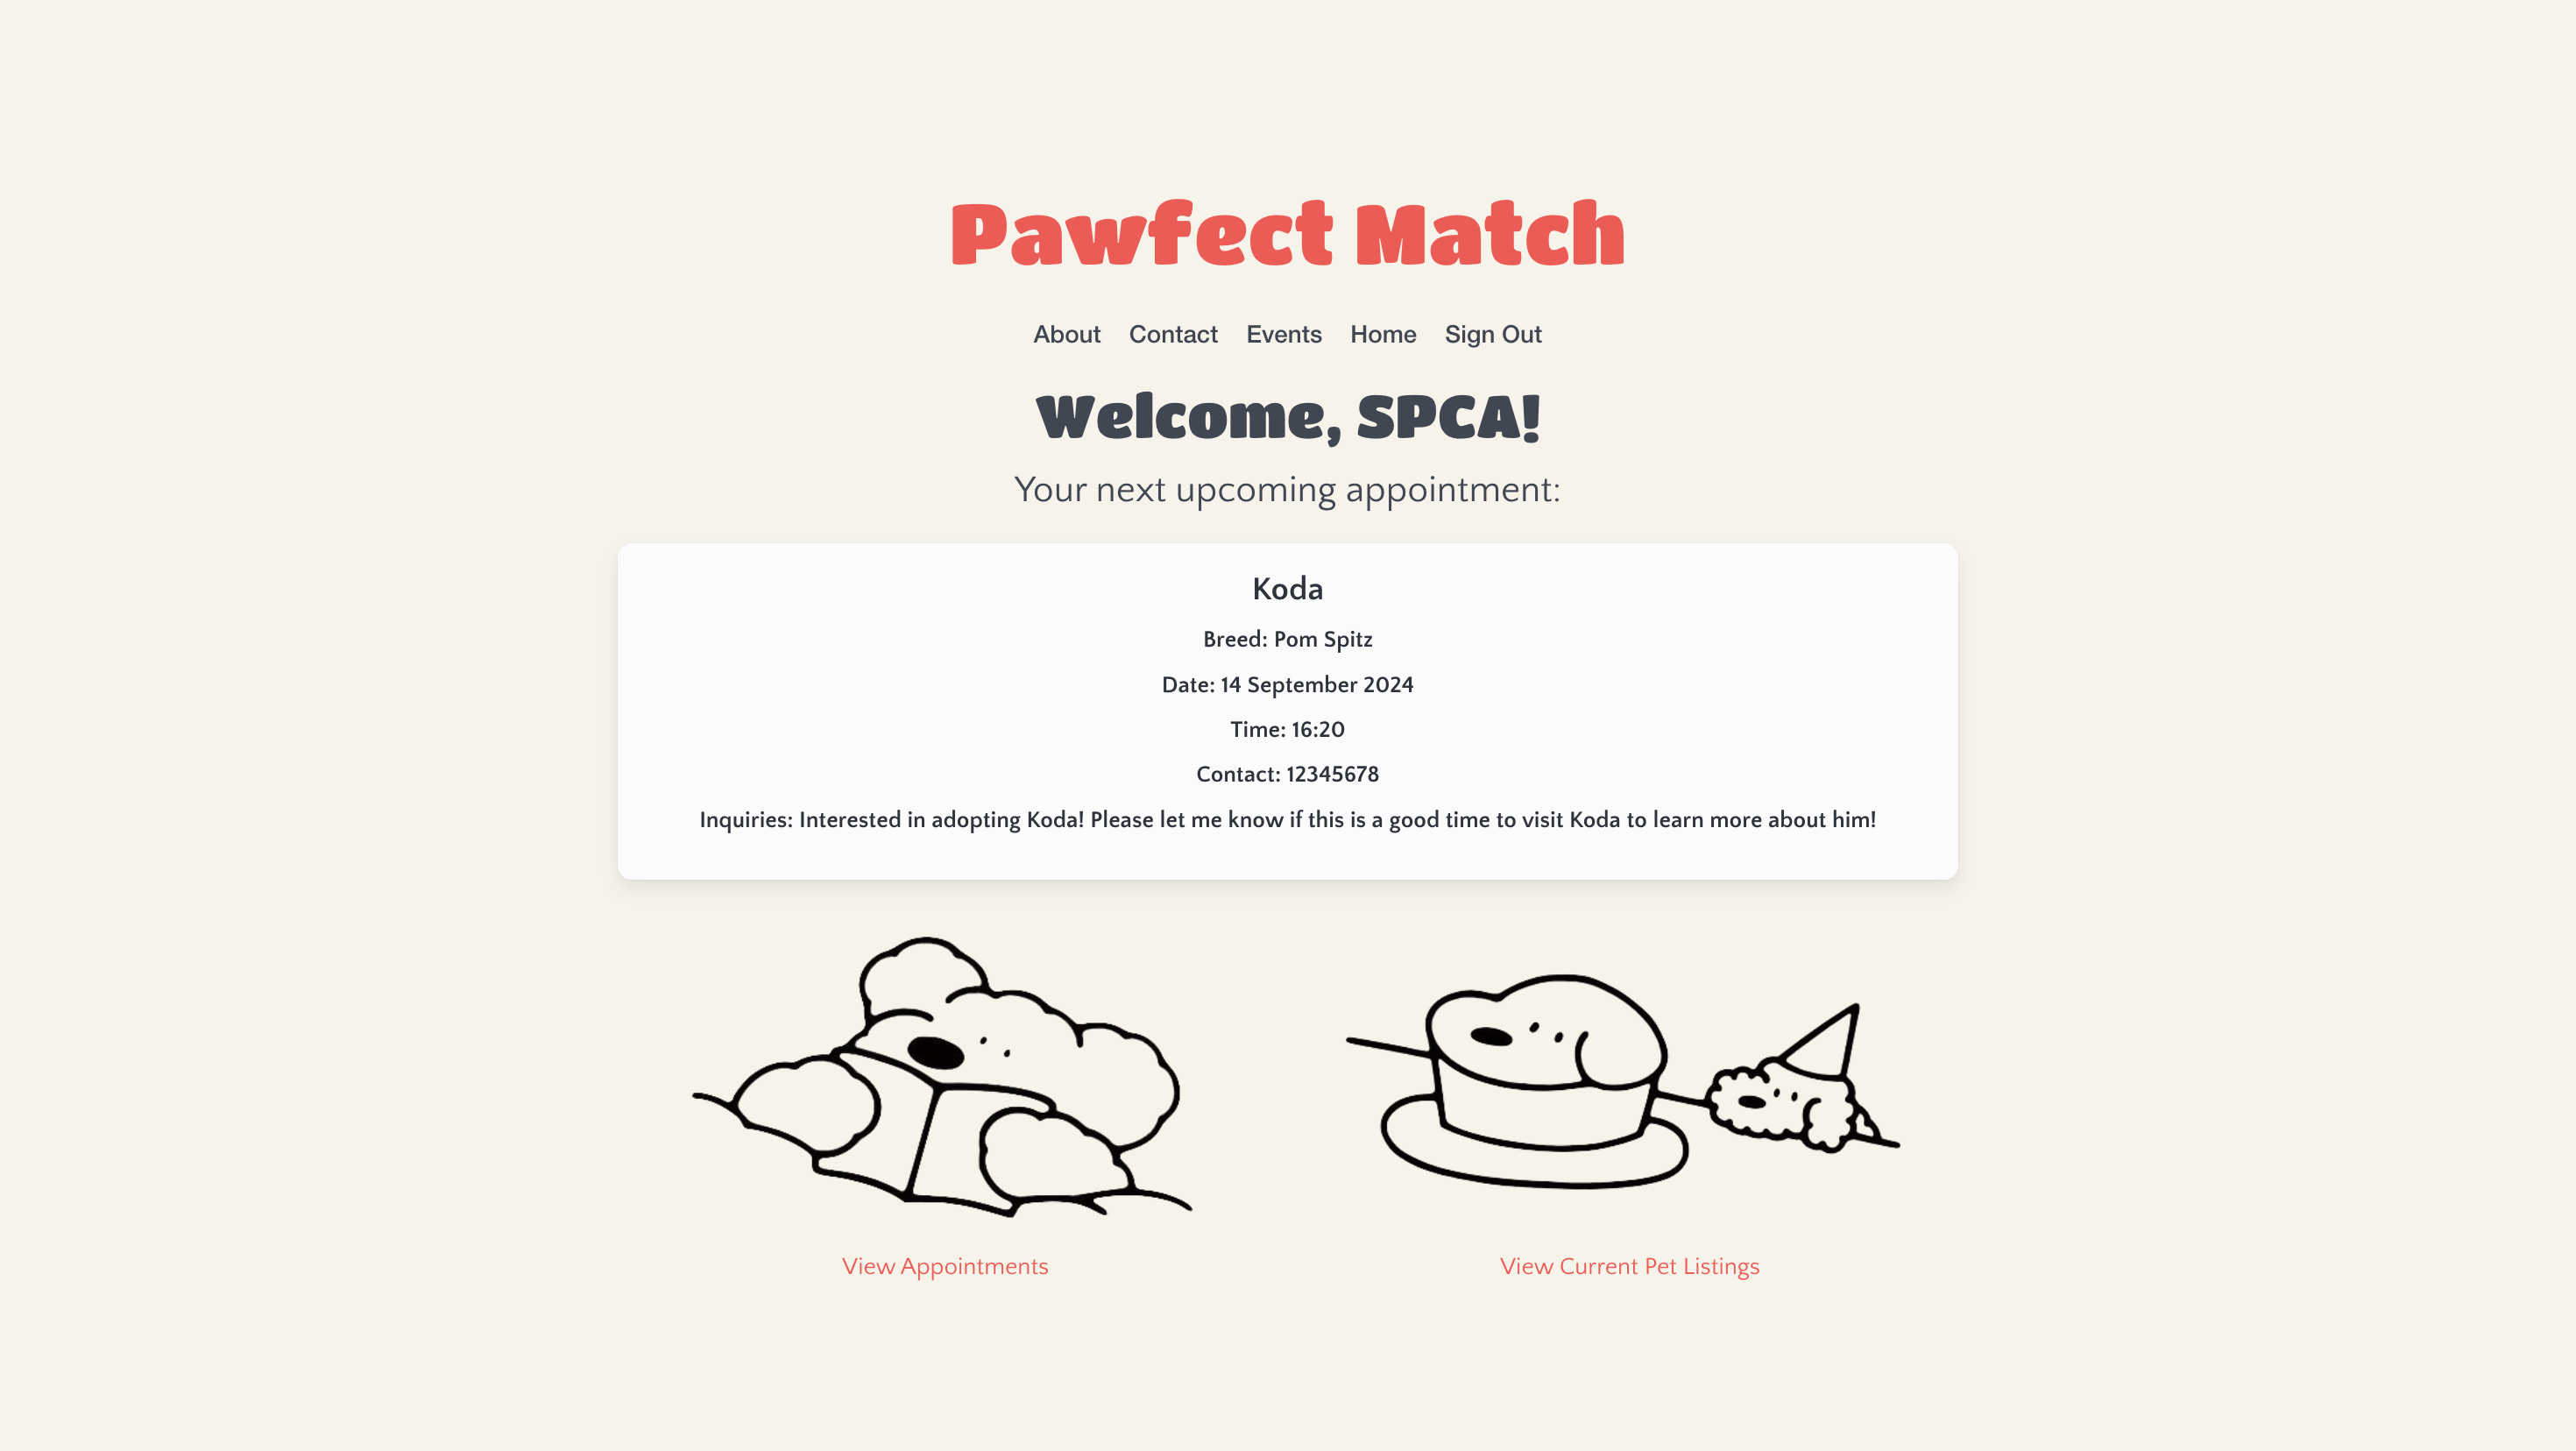 Pawfect Match
About Contact Events Home Sign Out
Welcome, SPCA!
Your next upcoming appointment:
Koda
Breed: Pom Spitz
Date: 14 September 2024
Time: 16:20
Contact: 12345678
Inquiries: Interested in adopting Koda! Please let me know if this is a good time to visit Koda to learn more about him!
View Appointments
View Current Pet Listings